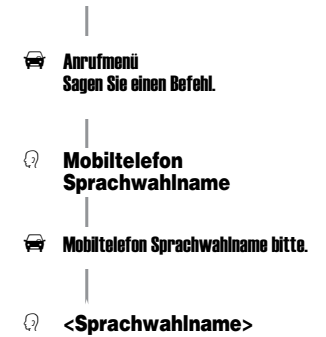 Anrufmenü
Sagen Sie einen Befehl.
Mobiltelefon
Sprachwahlname
Mobiltelefon Sprachwahlname bitte.
<Sprachwahlname>